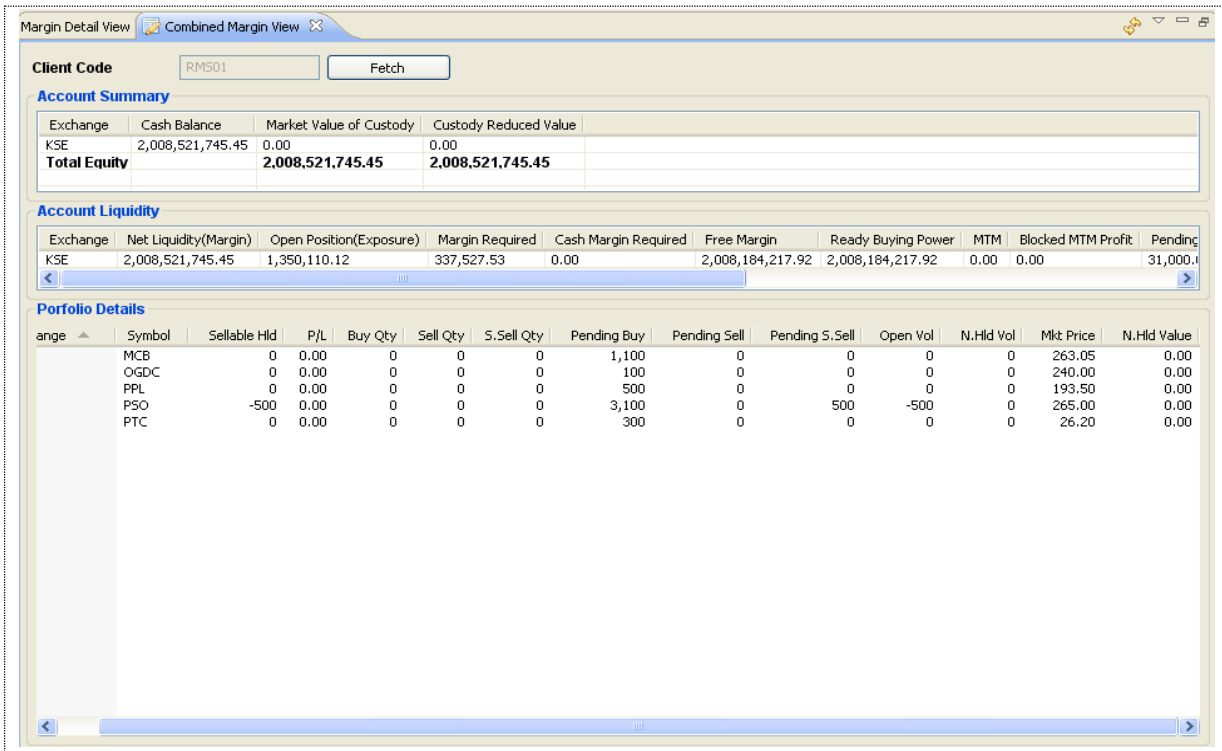 Margin Detail View Combined Margin View
Client Code RMS01 Fetch
Account Summary
Exchange Cash Balance Market Value of Custody Custody Reduced Value
KSE 2,008,521,745.45 0.00 0.00
Total Equity 2,008,521,745.45 2,008,521,745.45
Account Liquidity
Exchange Net Liquidity(Margin) Open Position(Exposure) Margin Required Cash Margin Required Free Margin Ready Buying Power MTM Blocked MTM Profit Pending
KSE 2,008,521,745.45 1,350,110.12 337,527.53 0.00 2,008,184,217.92 2,008,184,217.92 0.00 0.00 31,000.
Porfolio Details
ange Symbol Sellable Hld P/L Buy Qty Sell Qty S.Sell Qty Pending Buy Pending Sell Pending S.Sell Open Vol N.Hld Vol Mkt Price N.Hld Value
MCB 0 0.00 0 0 0 1,100 0 0 0 0 263.05 0.00
OGDC 0 0.00 0 0 0 100 0 0 0 0 240.00 0.00
PPL 0 0.00 0 0 0 500 0 0 0 0 193.50 0.00
PSO -500 0.00 0 0 0 3,100 0 500 -500 0 265.00 0.00
PTC 0 0.00 0 0 0 300 0 0 0 0 26.20 0.00